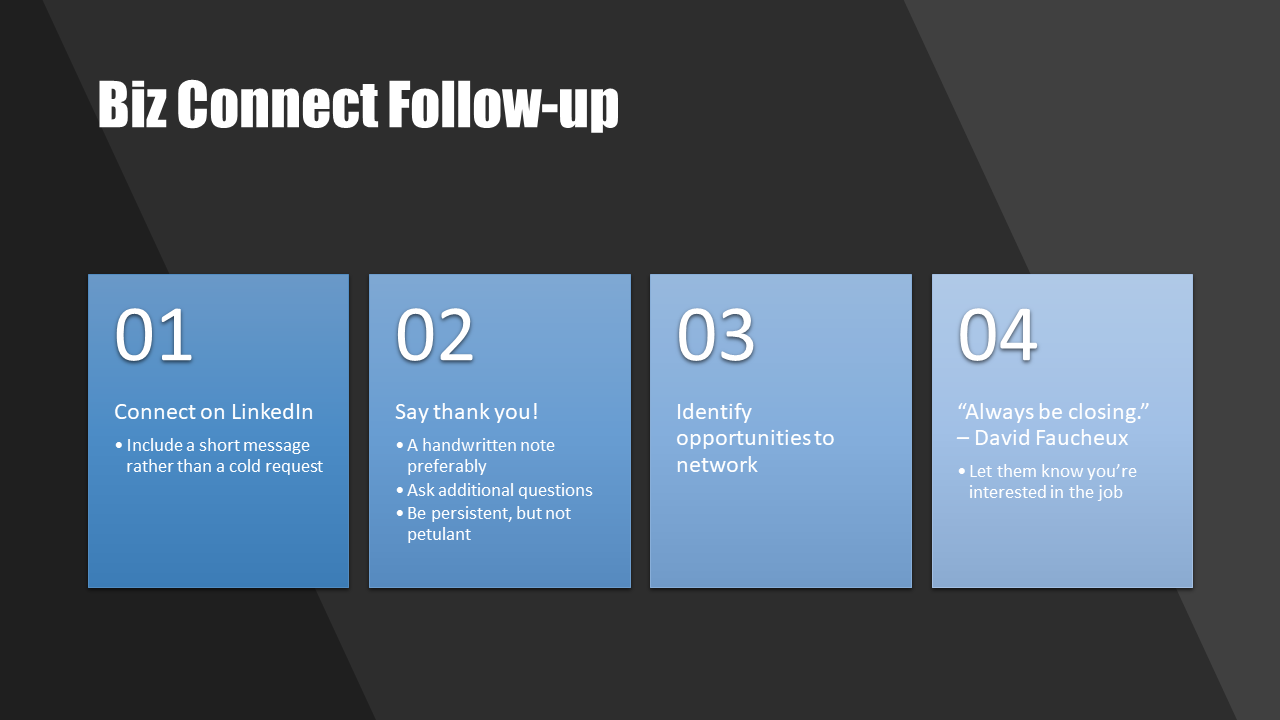 Biz Connect Follow-up
01
Connect on LinkedIn
• Include a short message
rather than a cold request
02
Say thank you!
• A handwritten note
preferably
• Ask additional questions
• Be persistent, but not
petulant
03
Identify
opportunities to
network
04
“Always be closing.”
– David Faucheux
• Let them know you’re
interested in the job